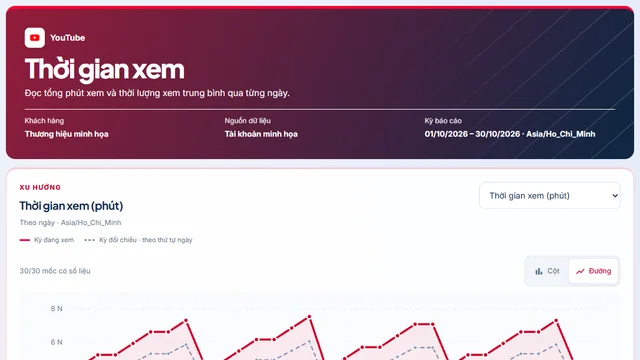 YouTube
Thời gian xem
Đọc tổng phút xem và thời lượng xem trung bình qua từng ngày.
Khách hàng
Thương hiệu minh họa
Nguồn dữ liệu
Tài khoản minh họa
Kỳ báo cáo
01/10/2026 – 30/10/2026 · Asia/Ho_Chi_Minh
XU HƯỚNG
Thời gian xem (phút)
Theo ngày · Asia/Ho_Chi_Minh
Thời gian xem (phút)
Kỳ đang xem
Kỳ đối chiếu · theo thứ tự ngày
30/30 mốc có số liệu
Cột
Đường
8 N
6 N